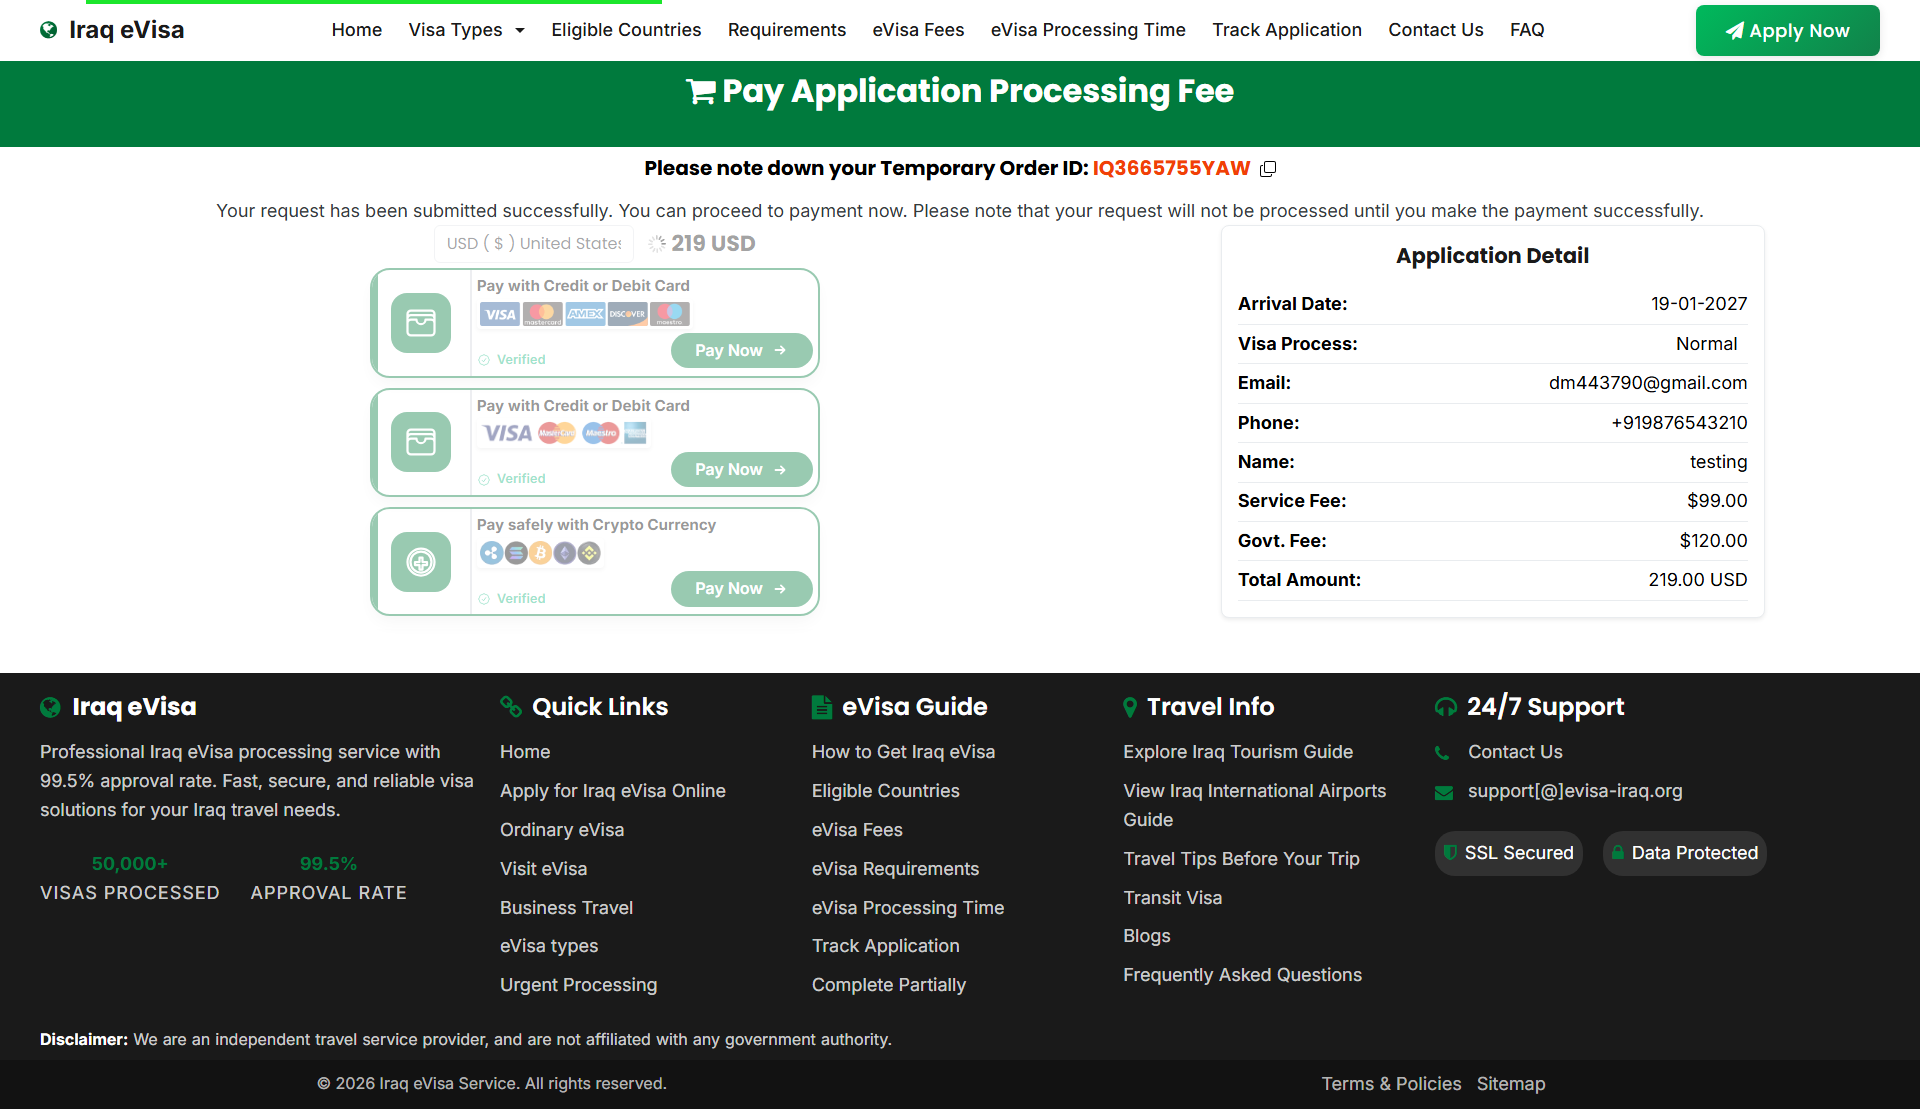 Iraq eVisa
Home
Visa Types
Eligible Countries
Requirements
eVisa Fees
eVisa Processing Time
Track Application
Contact Us
FAQ
Apply Now
Pay Application Processing Fee
Please note down your Temporary Order ID: IQ3665755YAW
Your request has been submitted successfully. You can proceed to payment now. Please note that your request will not be processed until you make the payment successfully.
USD ( $ ) United States
219 USD
Pay with Credit or Debit Card
VISA mastercard AMEX DISCOVER maestro
Verified
Pay Now
Pay with Credit or Debit Card
VISA MasterCard Maestro
Verified
Pay Now
Pay safely with Crypto Currency
Verified
Pay Now
Application Detail
Arrival Date: 19-01-2027
Visa Process: Normal
Email: dm443790@gmail.com
Phone: +919876543210
Name: testing
Service Fee: $99.00
Govt. Fee: $120.00
Total Amount: 219.00 USD
Iraq eVisa
Professional Iraq eVisa processing service with
99.5% approval rate. Fast, secure, and reliable visa
solutions for your Iraq travel needs.
50,000+
VISAS PROCESSED
99.5%
APPROVAL RATE
Quick Links
Home
Apply for Iraq eVisa Online
Ordinary eVisa
Visit eVisa
Business Travel
eVisa types
Urgent Processing
eVisa Guide
How to Get Iraq eVisa
Eligible Countries
eVisa Fees
eVisa Requirements
eVisa Processing Time
Track Application
Complete Partially
Travel Info
Explore Iraq Tourism Guide
View Iraq International Airports
Guide
Travel Tips Before Your Trip
Transit Visa
Blogs
Frequently Asked Questions
24/7 Support
Contact Us
support[@]evisa-iraq.org
SSL Secured
Data Protected
Disclaimer: We are an independent travel service provider, and are not affiliated with any government authority.
© 2026 Iraq eVisa Service. All rights reserved.
Terms & Policies
Sitemap